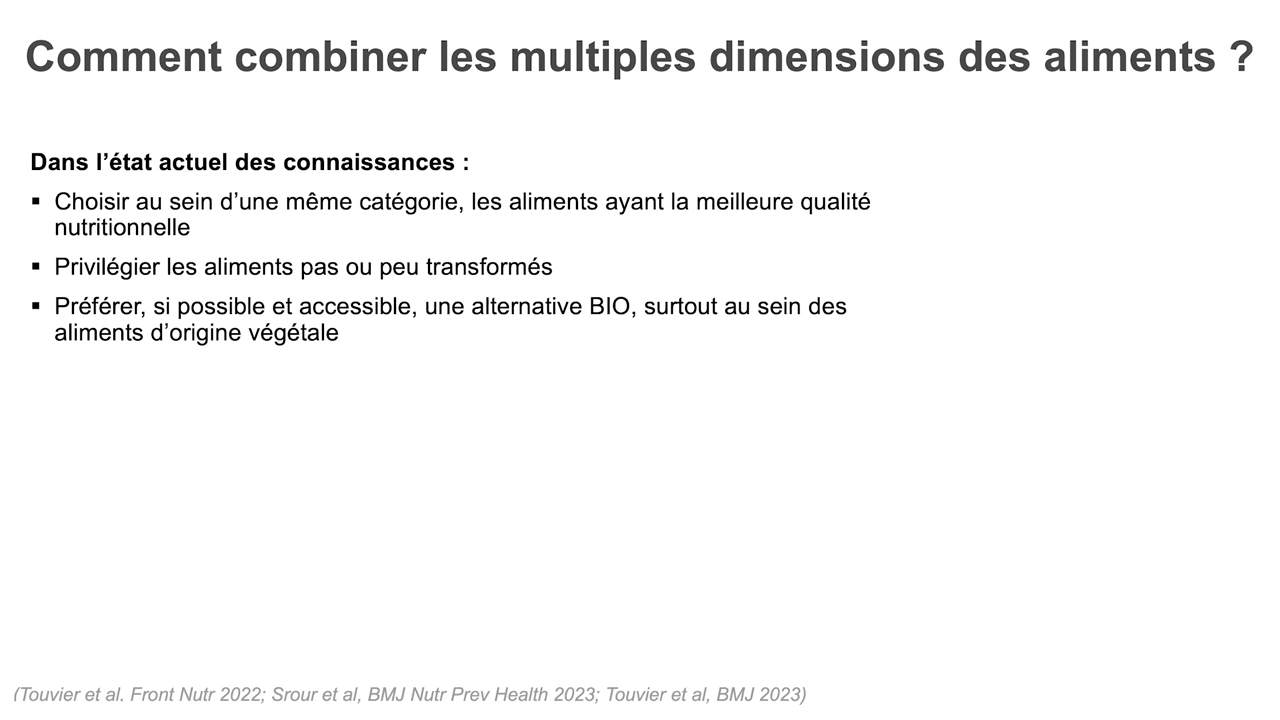 Comment combiner les multiples dimensions des aliments ?
Dans l’état actuel des connaissances :
▪ Choisir au sein d’une même catégorie, les aliments ayant la meilleure qualité
nutritionnelle
▪ Privilégier les aliments pas ou peu transformés
▪ Préférer, si possible et accessible, une alternative BIO, surtout au sein des
aliments d’origine végétale
(Touvier et al. Front Nutr 2022; Srour et al, BMJ Nutr Prev Health 2023; Touvier et al, BMJ 2023)